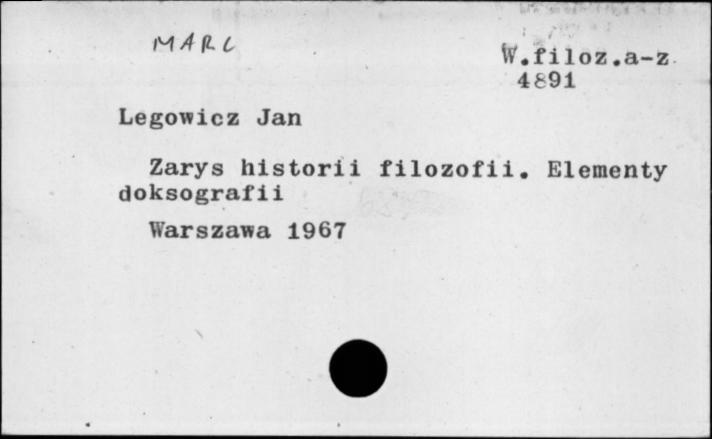 MARC
W.filoz.a-z
4891
Legowicz Jan
Zarys historii filozofii. Elementy
doksografii
Warszawa 1967